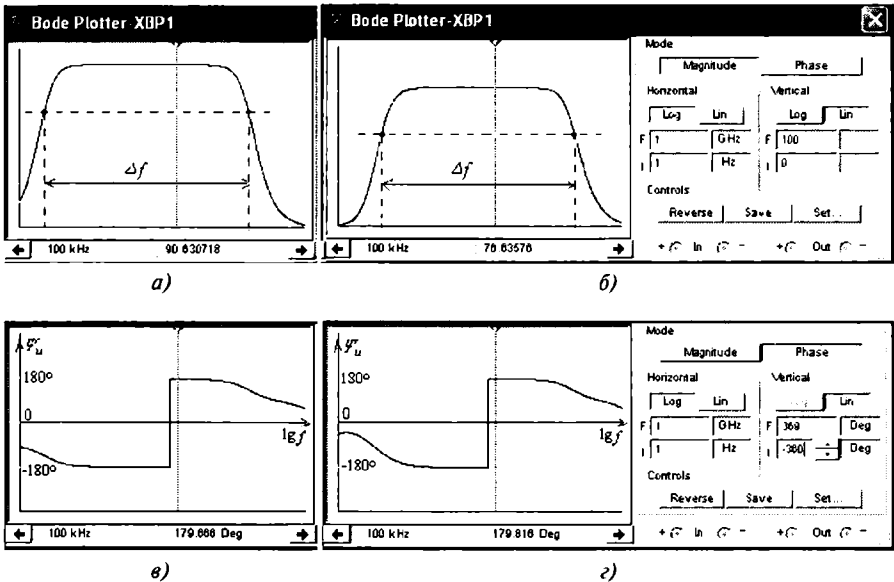 Bode Plotter-XBP1
Δf
100 kHz 90.630718
а)
Bode Plotter-XBP1
Δf
100 kHz 76.63576
Mode
Magnitude Phase
Horizontal Vertical
Log Lin Log Lin
F 1 GHz F 100
I 1 Hz I 0
Controls
Reverse Save Set...
+ In - + Out -
б)
φᵤ
180°
0
-180°
lg f
100 kHz 179.666 Deg
в)
φᵤ
180°
0
-180°
lg f
100 kHz 179.816 Deg
Mode
Magnitude Phase
Horizontal Vertical
Log Lin Lin
F 1 GHz F 369 Deg
I 1 Hz I -360 Deg
Controls
Reverse Save Set...
+ In - + Out -
г)